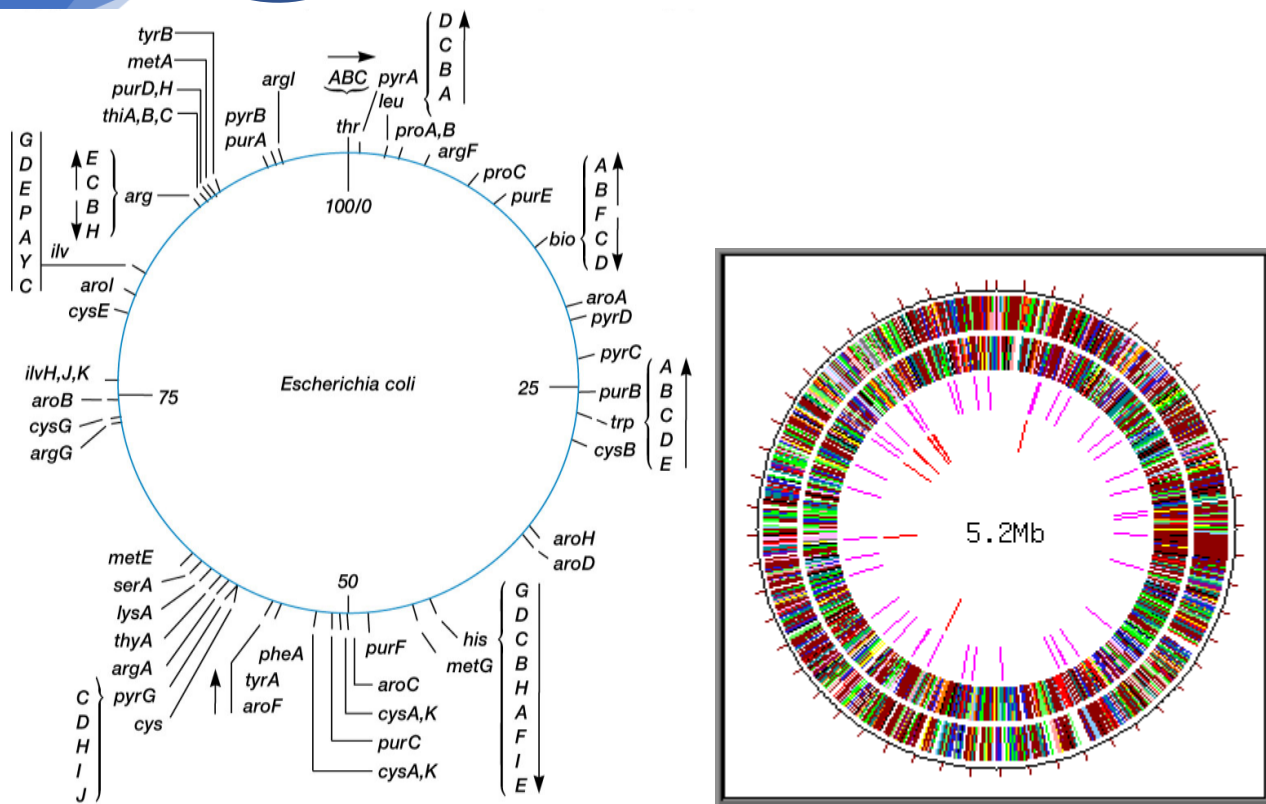 tyrB
metA
purD,H
thiA,B,C
argI
pyrB
purA
ABC
thr
pyrA
leu
D
C
B
A
proA,B
argF
proC
purE
bio
A
B
F
C
D
aroA
pyrD
pyrC
purB
trp
A
B
C
D
E
cysB
aroH
aroD
his
G
D
C
B
H
A
F
I
E
metG
purF
aroC
cysA,K
purC
cysA,K
pheA
tyrA
aroF
metE
serA
lysA
thyA
argA
pyrG
cys
C
D
H
I
J
argG
cysG
aroB
ilvH,J,K
cysE
aroI
ilv
G
D
E
P
A
Y
C
arg
E
C
B
H
100/0
25
50
75
Escherichia coli
5.2Mb